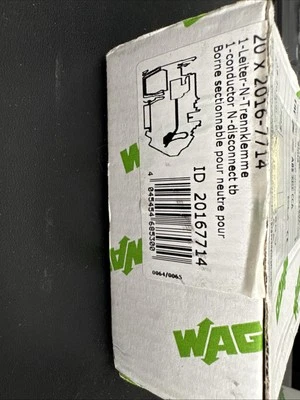 20 x 2016-7714
1-Leiter-N-Trennklemme
1-conductor N-disconnect tb
Borne sectionnable pour neutre pour
ID 20167714
4 045454 685300
0064/0065
WAG